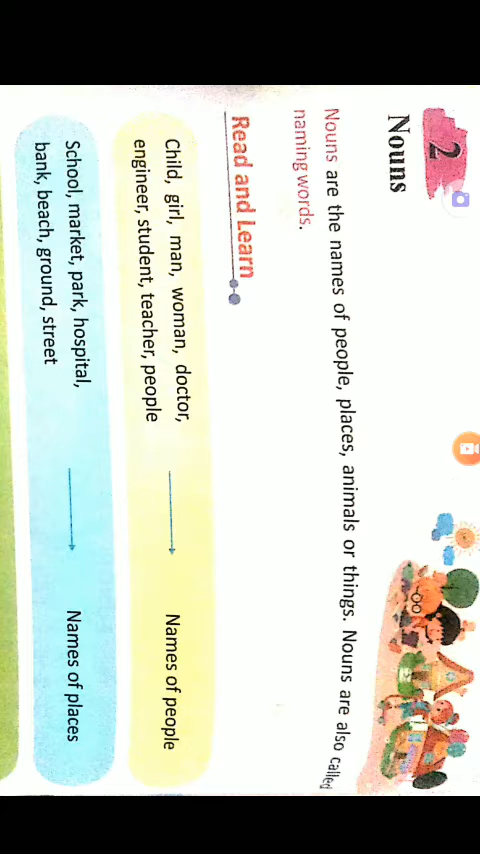 2
Nouns
Nouns are the names of people, places, animals or things. Nouns are also called
naming words.
Read and Learn
Child, girl, man, woman, doctor,
engineer, student, teacher, people
Names of people
School, market, park, hospital,
bank, beach, ground, street
Names of places